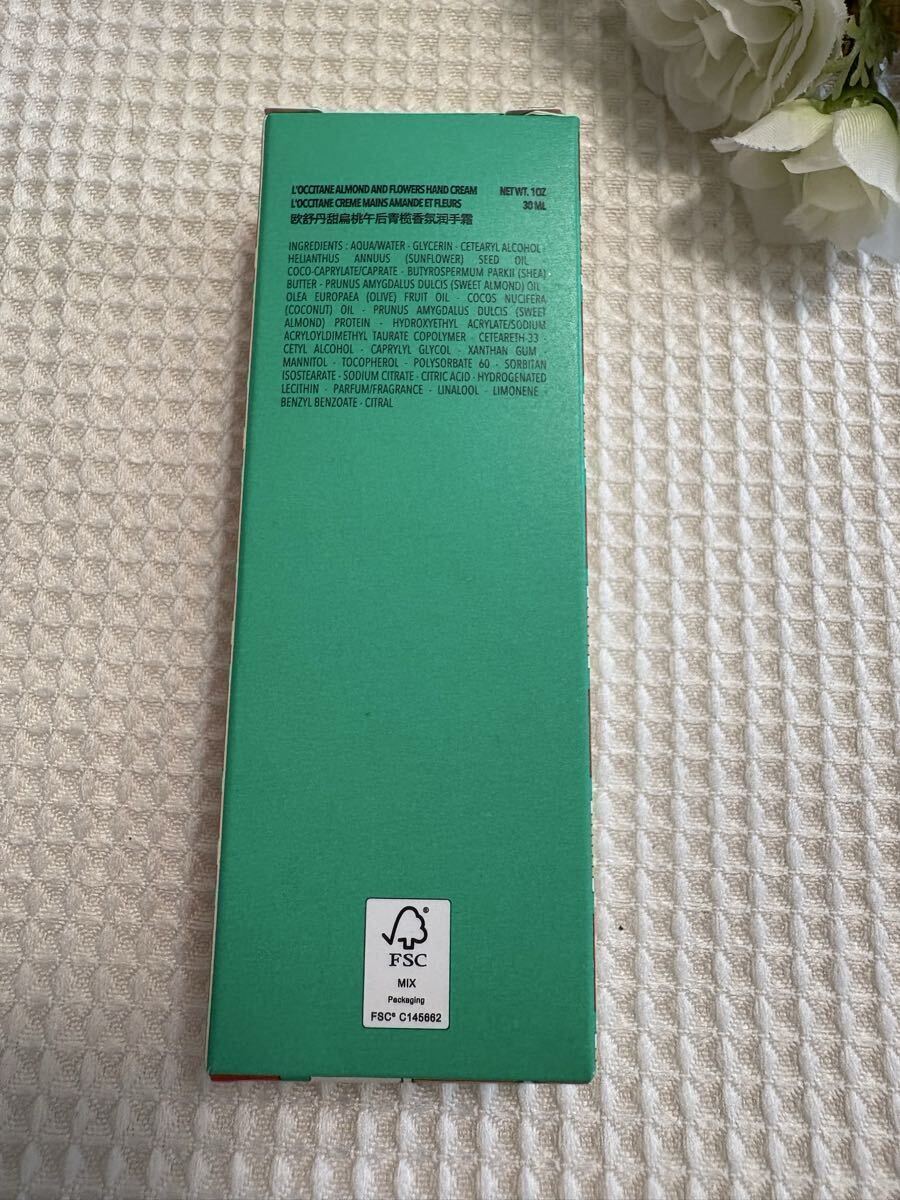 L'OCCITANE ALMOND AND FLOWERS HAND CREAM NET WT. 1 OZ
L'OCCITANE CREME MAINS AMANDE ET FLEURS 30 ML
欧舒丹甜扁桃午后青榄香氛润手霜
INGREDIENTS : AQUA/WATER · GLYCERIN · CETEARYL ALCOHOL ·
HELIANTHUS ANNUUS (SUNFLOWER) SEED OIL ·
COCO-CAPRYLATE/CAPRATE · BUTYROSPERMUM PARKII (SHEA)
BUTTER · PRUNUS AMYGDALUS DULCIS (SWEET ALMOND) OIL ·
OLEA EUROPAEA (OLIVE) FRUIT OIL · COCOS NUCIFERA
(COCONUT) OIL · PRUNUS AMYGDALUS DULCIS (SWEET
ALMOND) PROTEIN · HYDROXYETHYL ACRYLATE/SODIUM
ACRYLOYLDIMETHYL TAURATE COPOLYMER · CETEARETH-33 ·
CETYL ALCOHOL · CAPRYLYL GLYCOL · XANTHAN GUM ·
MANNITOL · TOCOPHEROL · POLYSORBATE 60 · SORBITAN
ISOSTEARATE · SODIUM CITRATE · CITRIC ACID · HYDROGENATED
LECITHIN · PARFUM/FRAGRANCE · LINALOOL · LIMONENE ·
BENZYL BENZOATE · CITRAL
®
FSC
MIX
Packaging
FSC® C145662